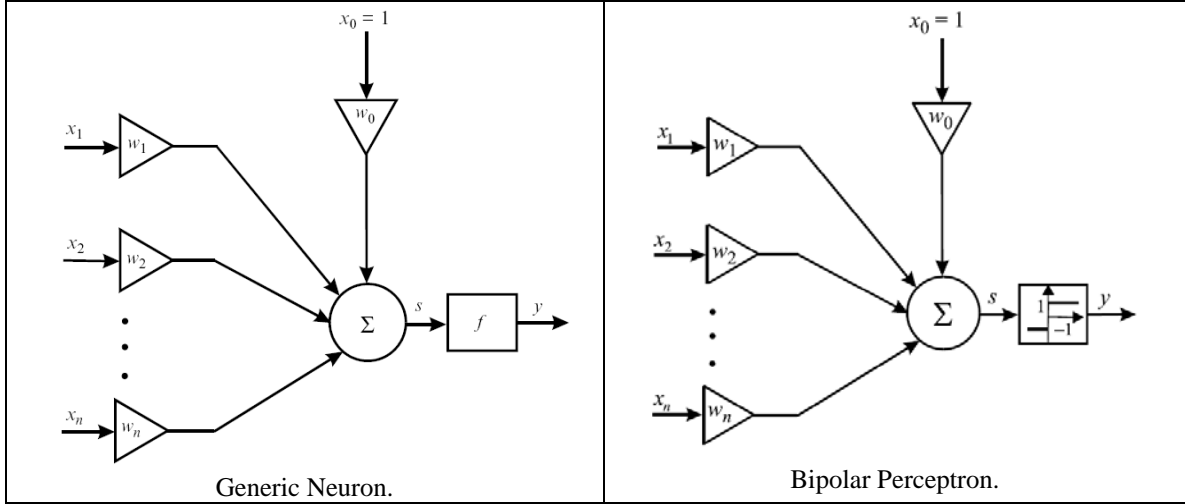 x₀ = 1
w₀
x₁
w₁
x₂
w₂
s
y
Σ
f
xₙ
wₙ
Generic Neuron.
x₀ = 1
w₀
x₁
w₁
x₂
w₂
s
y
Σ
1
−1
xₙ
wₙ
Bipolar Perceptron.